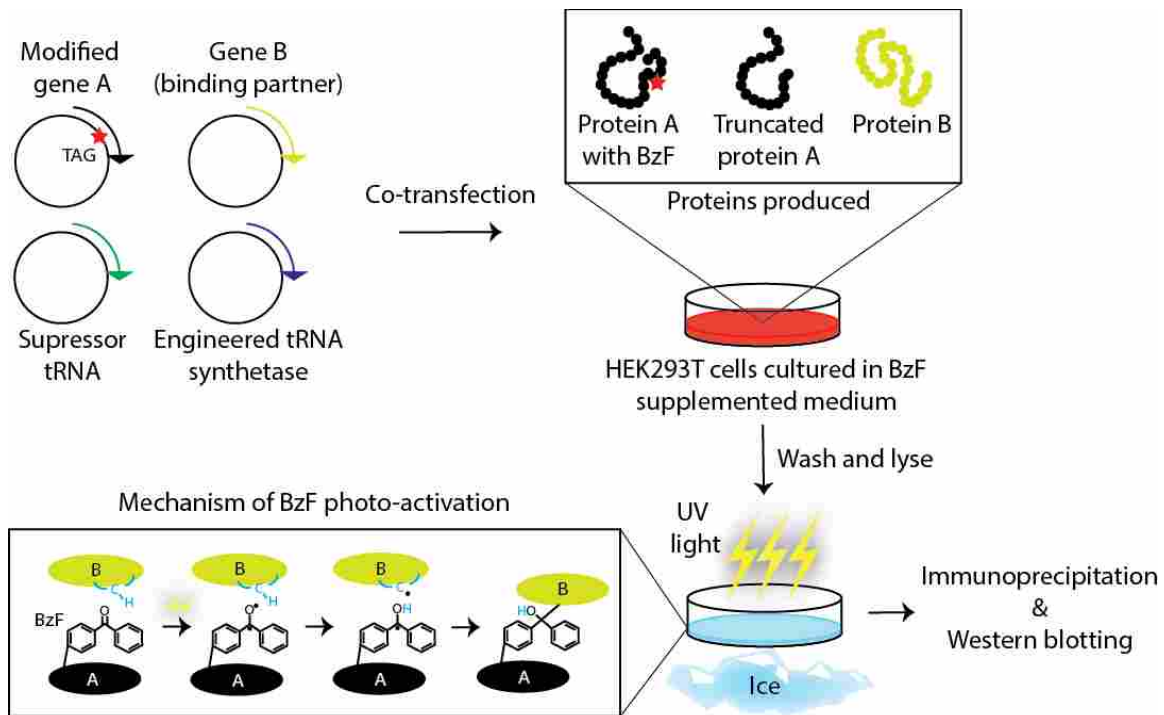 Modified
gene A
Gene B
(binding partner)
TAG
Supressor
tRNA
Engineered tRNA
synthetase
Co-transfection
Protein A
with BzF
Truncated
protein A
Protein B
Proteins produced
HEK293T cells cultured in BzF
supplemented medium
Wash and lyse
UV
light
Ice
Immunoprecipitation
&
Western blotting
Mechanism of BzF photo-activation
B
C
H
BzF
O
A
B
C
H
O
A
B
C
OH
A
B
HO
A